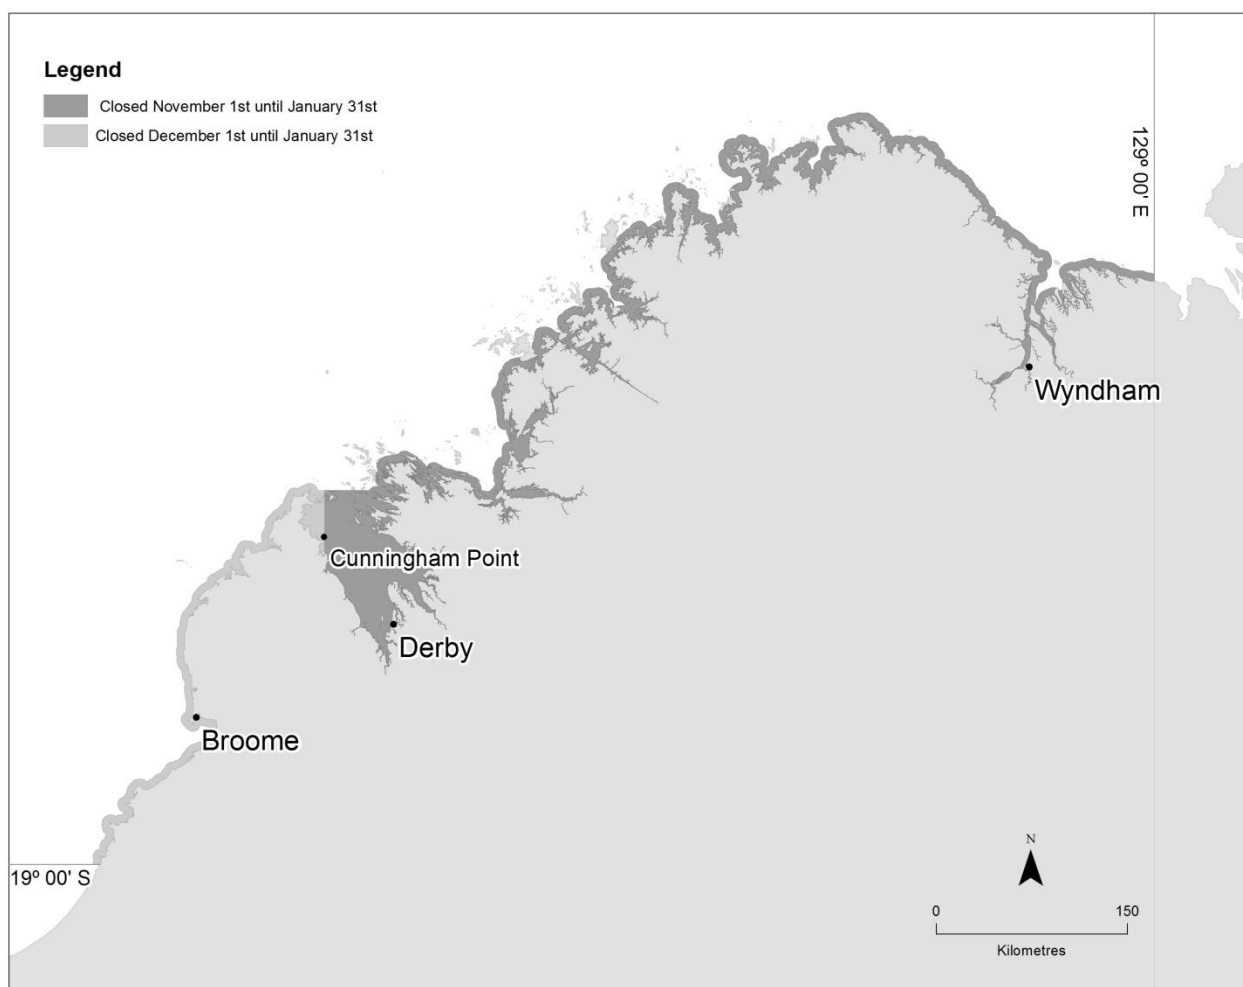 Legend
Closed November 1st until January 31st
Closed December 1st until January 31st
129º 00' E
Wyndham
Cunningham Point
Derby
Broome
19º 00' S
N
0 150
Kilometres